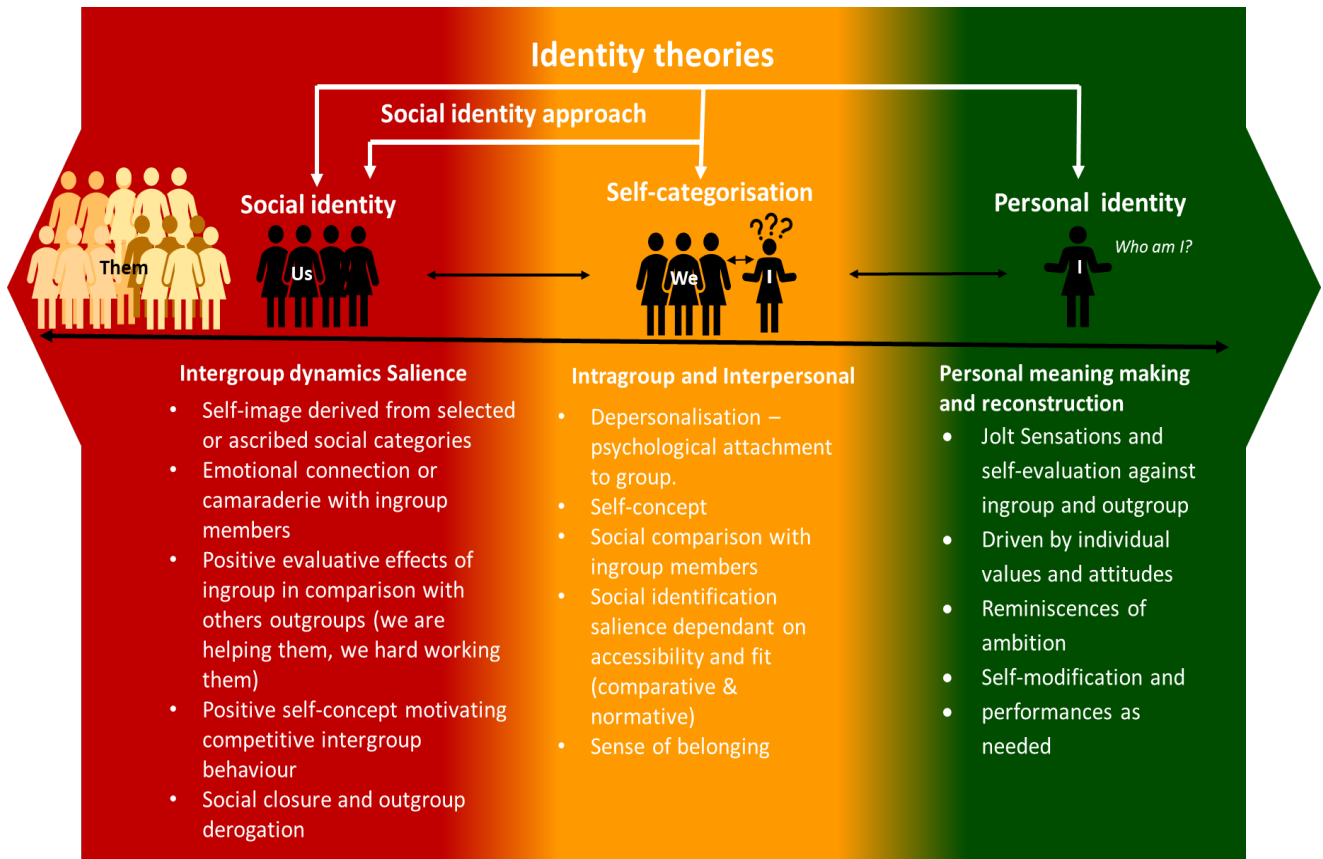 Identity theories
Social identity approach
Social identity
Self-categorisation
Personal identity
Who am I?
Them
Us
We
I
???
I
Intergroup dynamics Salience
• Self-image derived from selected
or ascribed social categories
• Emotional connection or
camaraderie with ingroup
members
• Positive evaluative effects of
ingroup in comparison with
others outgroups (we are
helping them, we hard working
them)
• Positive self-concept motivating
competitive intergroup
behaviour
• Social closure and outgroup
derogation
Intragroup and Interpersonal
• Depersonalisation –
psychological attachment
to group.
• Self-concept
• Social comparison with
ingroup members
• Social identification
salience dependant on
accessibility and fit
(comparative &
normative)
• Sense of belonging
Personal meaning making
and reconstruction
• Jolt Sensations and
self-evaluation against
ingroup and outgroup
• Driven by individual
values and attitudes
• Reminiscences of
ambition
• Self-modification and
• performances as
needed